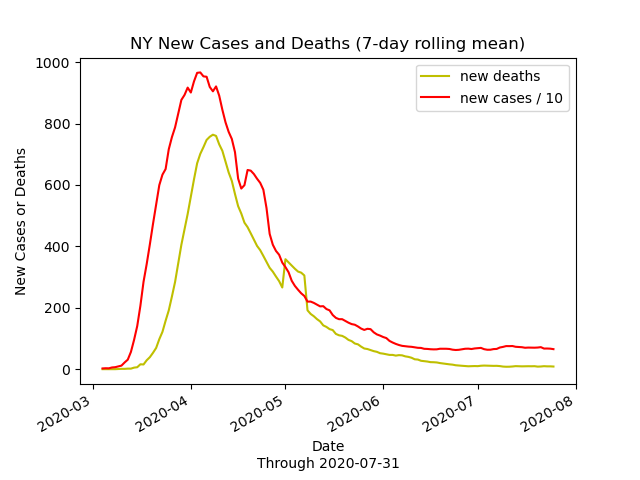 NY New Cases and Deaths (7-day rolling mean)
1000
800
600
400
200
0
New Cases or Deaths
new deaths
new cases / 10
2020-03
2020-04
2020-05
2020-06
2020-07
2020-08
Date
Through 2020-07-31